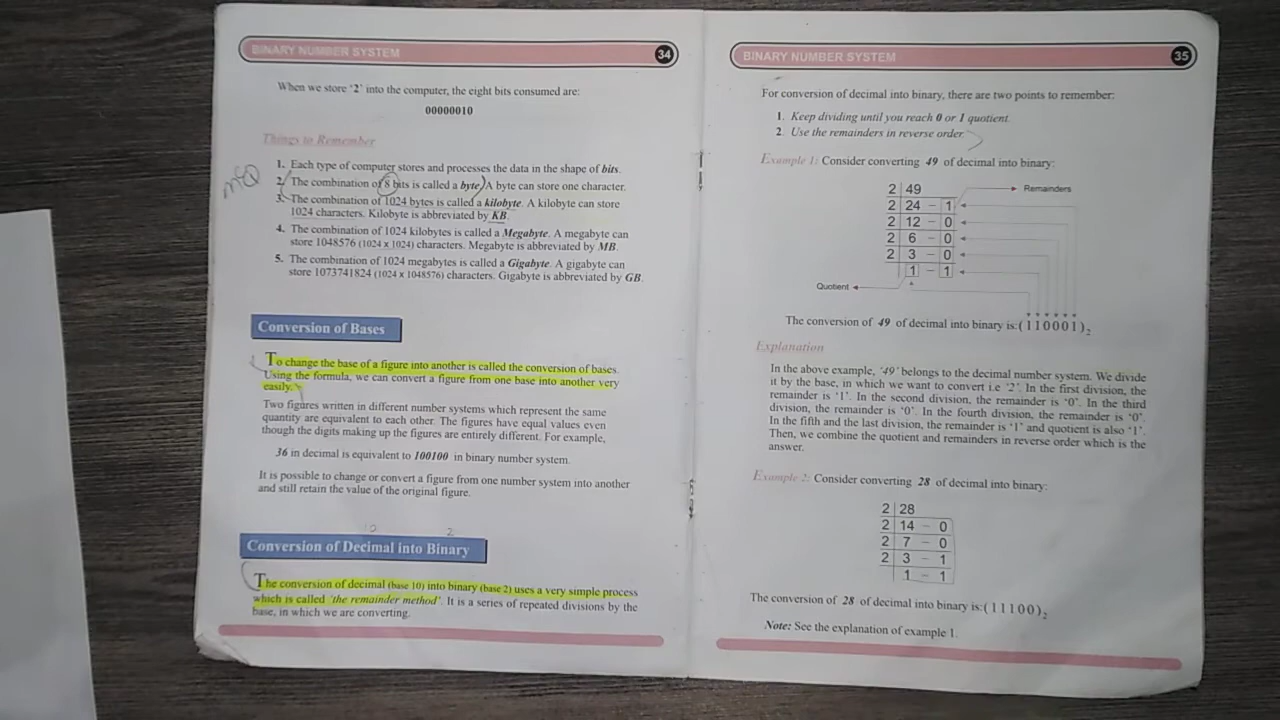 BINARY NUMBER SYSTEM 34
When we store '2' into the computer, the eight bits consumed are:
00000010
Things to Remember
1. Each type of computer stores and processes the data in the shape of bits.
MCQ
2. The combination of 8 bits is called a byte. A byte can store one character.
3. The combination of 1024 bytes is called a kilobyte. A kilobyte can store
1024 characters. Kilobyte is abbreviated by KB.
4. The combination of 1024 kilobytes is called a Megabyte. A megabyte can
store 1048576 (1024 x 1024) characters. Megabyte is abbreviated by MB.
5. The combination of 1024 megabytes is called a Gigabyte. A gigabyte can
store 1073741824 (1024 x 1048576) characters. Gigabyte is abbreviated by GB.
Conversion of Bases
To change the base of a figure into another is called the conversion of bases.
Using the formula, we can convert a figure from one base into another very
easily.
Two figures written in different number systems which represent the same
quantity are equivalent to each other. The figures have equal values even
though the digits making up the figures are entirely different. For example,
36 in decimal is equivalent to 100100 in binary number system.
It is possible to change or convert a figure from one number system into another
and still retain the value of the original figure.
10 2
Conversion of Decimal into Binary
The conversion of decimal (base 10) into binary (base 2) uses a very simple process
which is called 'the remainder method'. It is a series of repeated divisions by the
base, in which we are converting.
BINARY NUMBER SYSTEM 35
For conversion of decimal into binary, there are two points to remember:
1. Keep dividing until you reach 0 or 1 quotient.
2. Use the remainders in reverse order.
Example 1: Consider converting 49 of decimal into binary:
2 49 Remainders
2 24 - 1
2 12 - 0
2 6 - 0
2 3 - 0
1 - 1
Quotient
The conversion of 49 of decimal into binary is:(110001)₂
Explanation
In the above example, '49' belongs to the decimal number system. We divide
it by the base, in which we want to convert i.e '2'. In the first division, the
remainder is '1'. In the second division, the remainder is '0'. In the third
division, the remainder is '0'. In the fourth division, the remainder is '0'.
In the fifth and the last division, the remainder is '1' and quotient is also '1'.
Then, we combine the quotient and remainders in reverse order which is the
answer.
Example 2: Consider converting 28 of decimal into binary:
2 28
2 14 - 0
2 7 - 0
2 3 - 1
1 - 1
The conversion of 28 of decimal into binary is:(11100)₂
Note: See the explanation of example 1.